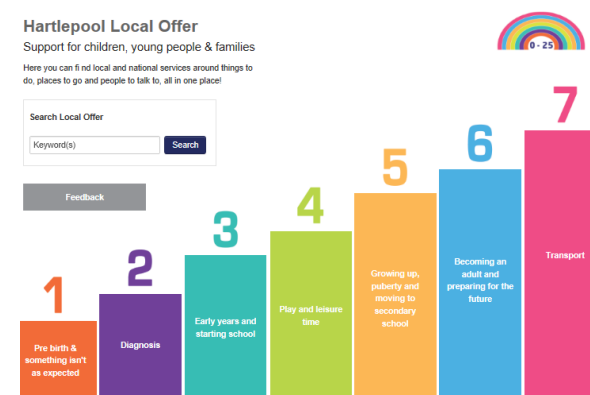 Hartlepool Local Offer
Support for children, young people & families
Here you can find local and national services around things to
do, places to go and people to talk to, all in one place!
0 - 25
Search Local Offer
Keyword(s)
Search
Feedback
1
Pre birth &
something isn't
as expected
2
Diagnosis
3
Early years and
starting school
4
Play and leisure
time
5
Growing up,
puberty and
moving to
secondary
school
6
Becoming an
adult and
preparing for the
future
7
Transport